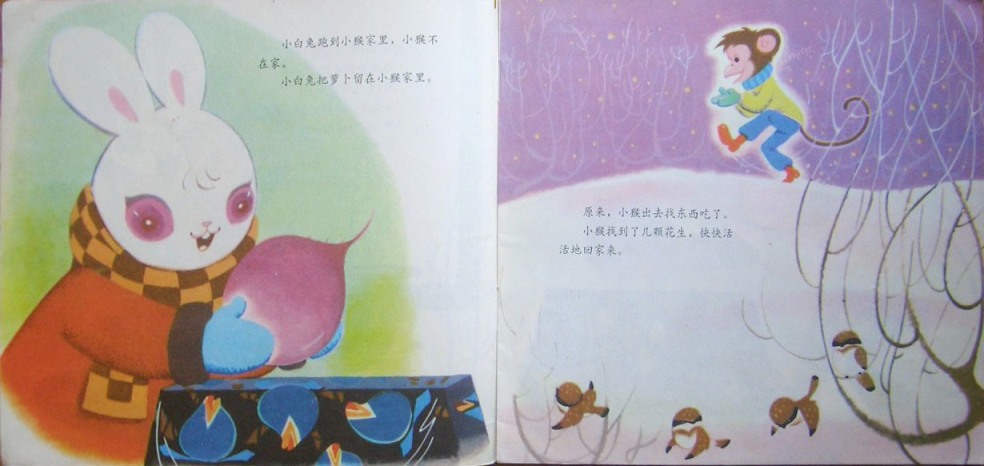 小白兔跑到小猴家里，小猴不
在家。
小白兔把萝卜留在小猴家里。
原来，小猴出去找东西吃了。
小猴找到了几颗花生，快快活
活地回家来。